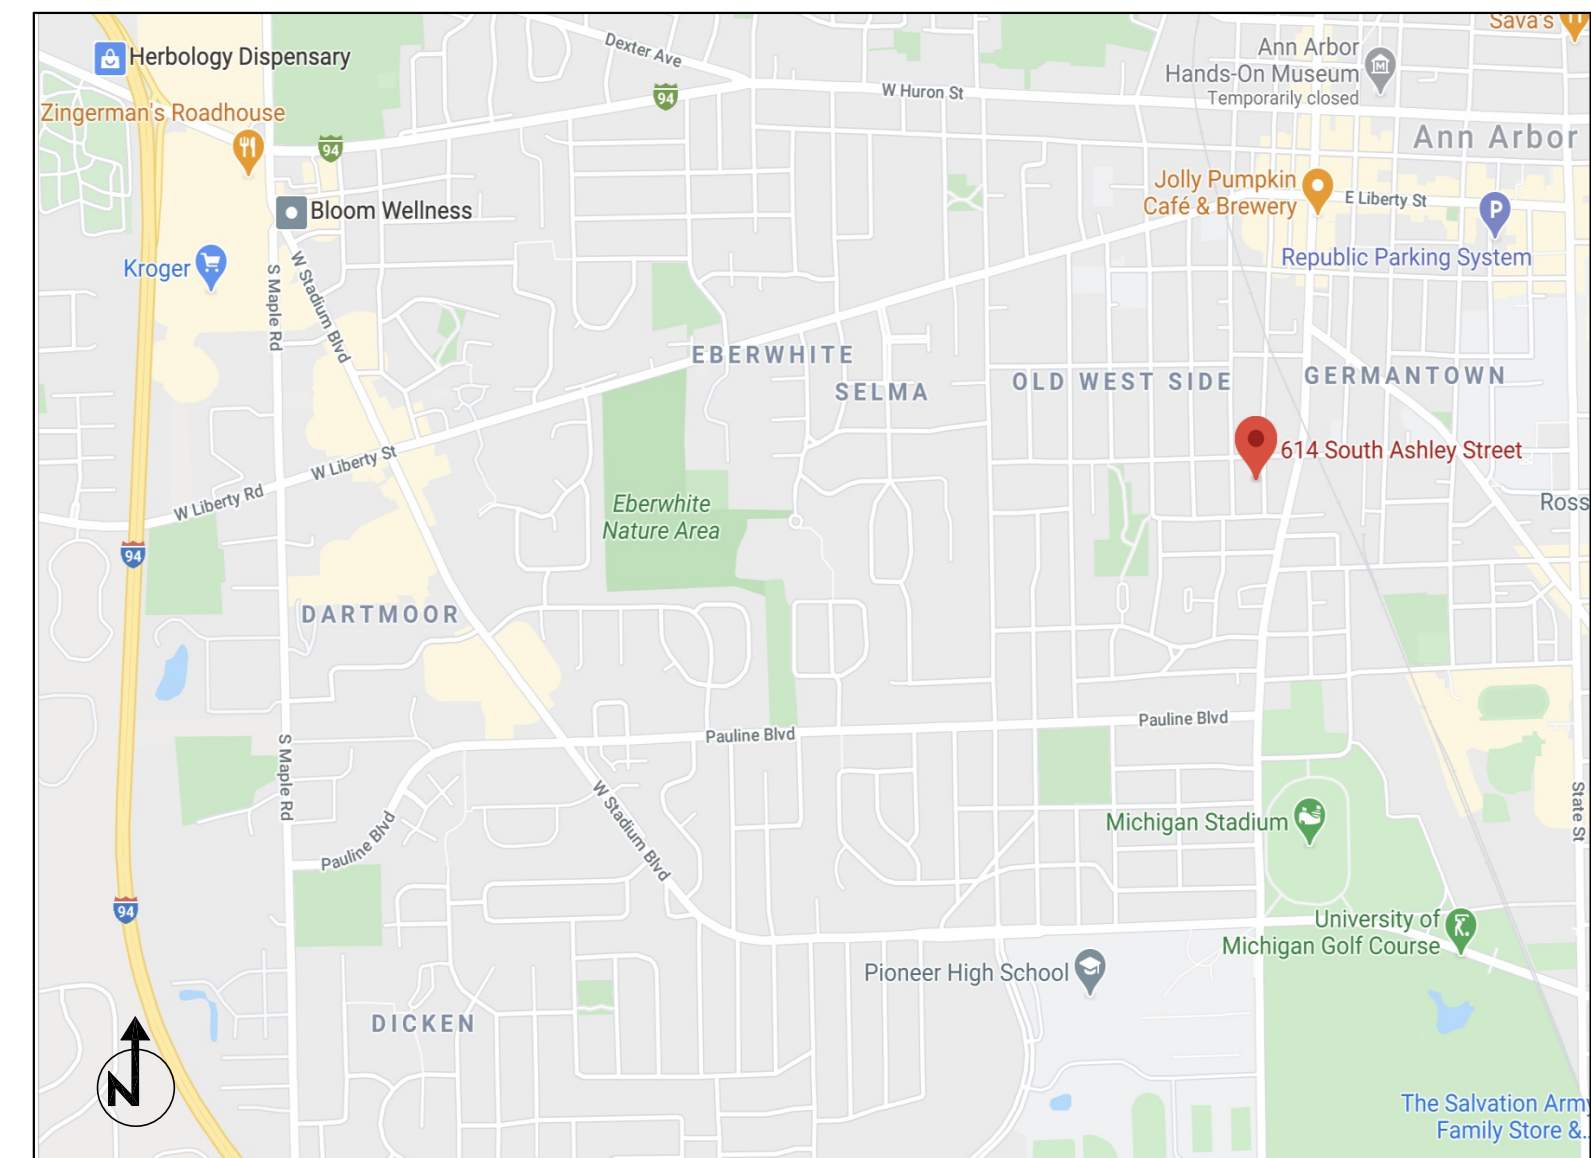 Sava's
Dexter Ave
Ann Arbor
Hands-On Museum
Temporarily closed
Herbology Dispensary
94
W Huron St
Zingerman's Roadhouse
94
Ann Arbor
Jolly Pumpkin
Café & Brewery
E Liberty St
P
Bloom Wellness
Republic Parking System
Kroger
S Maple Rd
W Stadium Blvd
EBERWHITE
SELMA
OLD WEST SIDE
GERMANTOWN
614 South Ashley Street
W Liberty St
W Liberty Rd
Eberwhite
Nature Area
Ross
94
DARTMOOR
Pauline Blvd
Pauline Blvd
S Maple Rd
W Stadium Blvd
State St
Michigan Stadium
Pauline Blvd
94
University of
Michigan Golf Course
Pioneer High School
DICKEN
N
The Salvation Army
Family Store &..